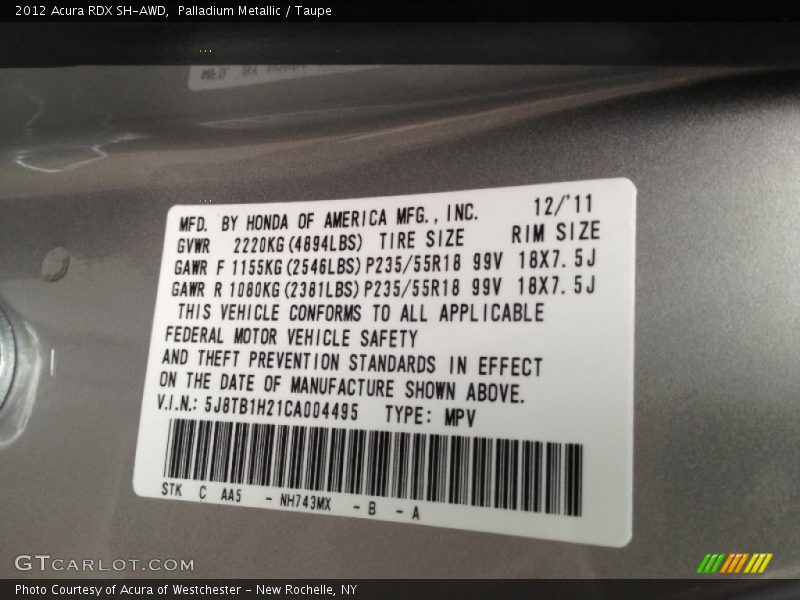 2012 Acura RDX SH-AWD, Palladium Metallic / Taupe
MFD. BY HONDA OF AMERICA MFG., INC. 12/'11
GVWR 2220KG(4894LBS) TIRE SIZE RIM SIZE
GAWR F 1155KG(2546LBS) P235/55R18 99V 18X7.5J
GAWR R 1080KG(2381LBS) P235/55R18 99V 18X7.5J
THIS VEHICLE CONFORMS TO ALL APPLICABLE
FEDERAL MOTOR VEHICLE SAFETY
AND THEFT PREVENTION STANDARDS IN EFFECT
ON THE DATE OF MANUFACTURE SHOWN ABOVE.
V.I.N.: 5J8TB1H21CA004495 TYPE: MPV
STK C AA5 - NH743MX - B - A
GTCARLOT.COM
Photo Courtesy of Acura of Westchester - New Rochelle, NY